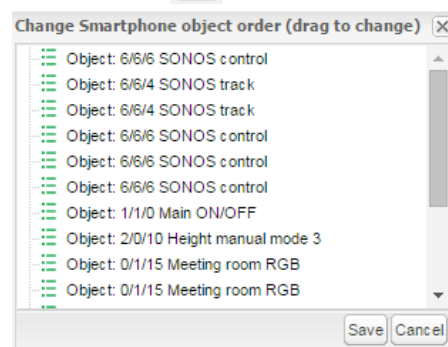 Change Smartphone object order (drag to change)
Object: 6/6/6 SONOS control
Object: 6/6/4 SONOS track
Object: 6/6/4 SONOS track
Object: 6/6/6 SONOS control
Object: 6/6/6 SONOS control
Object: 6/6/6 SONOS control
Object: 1/1/0 Main ON/OFF
Object: 2/0/10 Height manual mode 3
Object: 0/1/15 Meeting room RGB
Object: 0/1/15 Meeting room RGB
Save Cancel